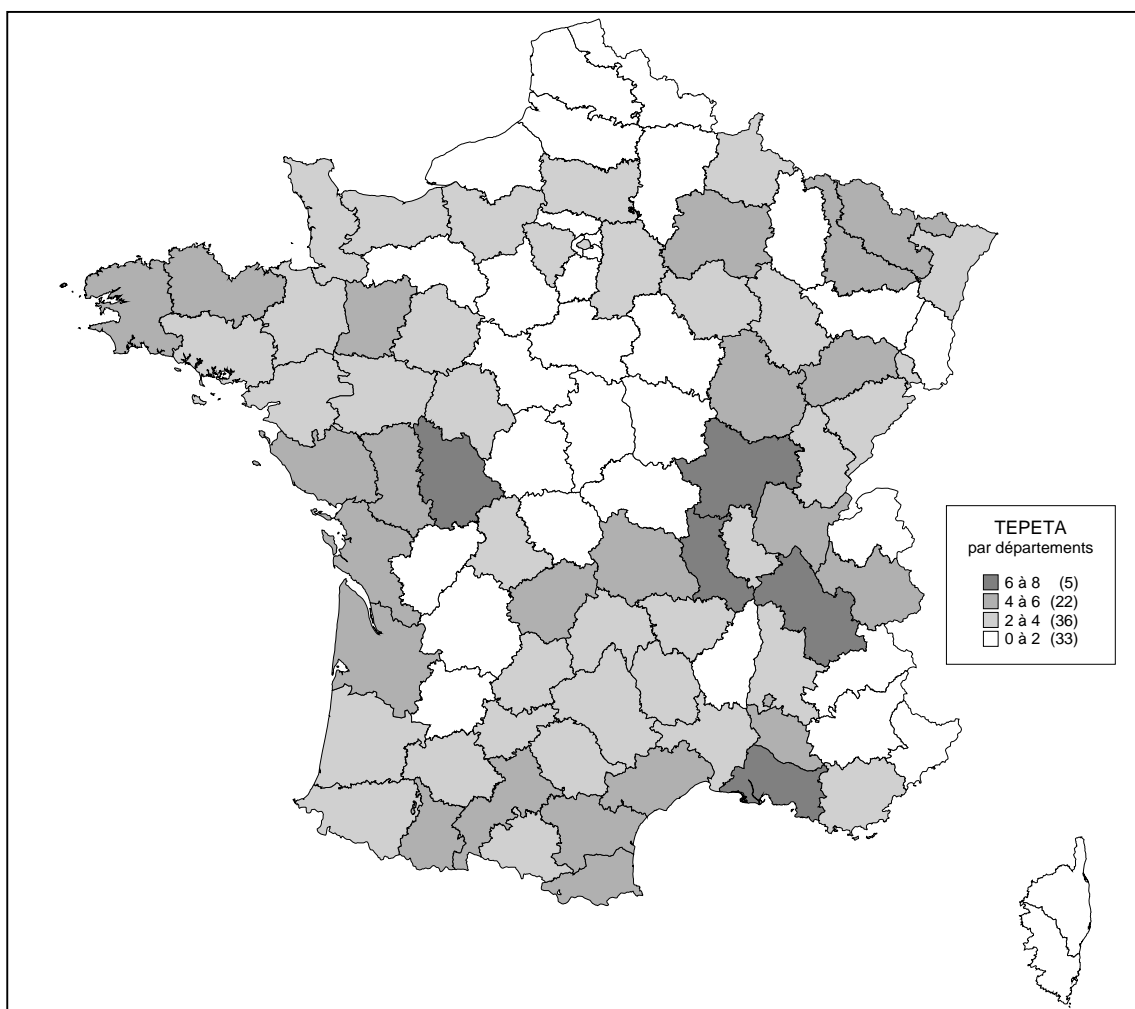 TEPETA
par départements
6 à 8 (5)
4 à 6 (22)
2 à 4 (36)
0 à 2 (33)